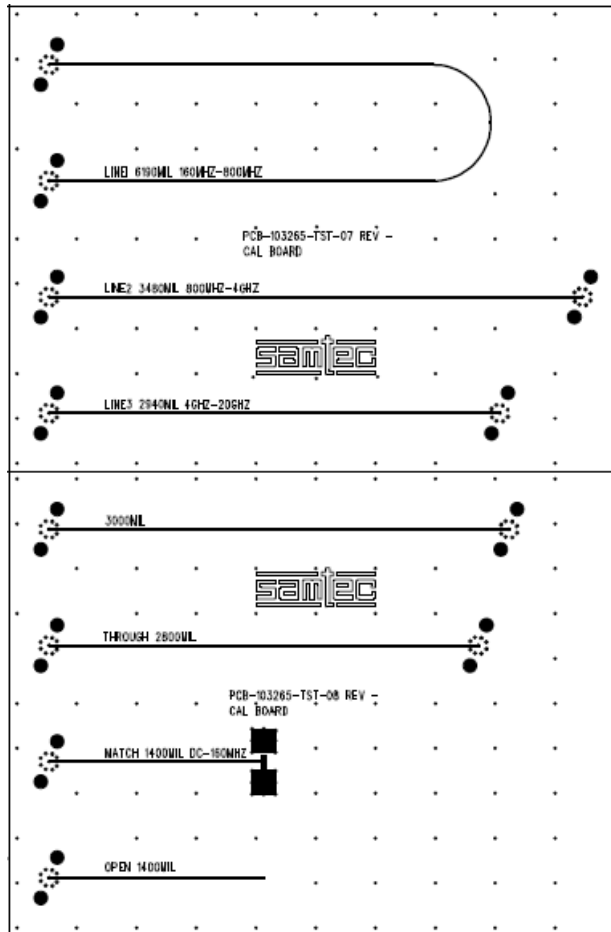 LINE1 6190MIL 160MHZ-800MHZ
PCB-103265-TST-07 REV -
CAL BOARD
LINE2 3480MIL 800MHZ-4GHZ
samtec
LINE3 2940MIL 4GHZ-20GHZ
3000MIL
samtec
THROUGH 2800MIL
PCB-103265-TST-08 REV -
CAL BOARD
MATCH 1400MIL DC-160MHZ
OPEN 1400MIL